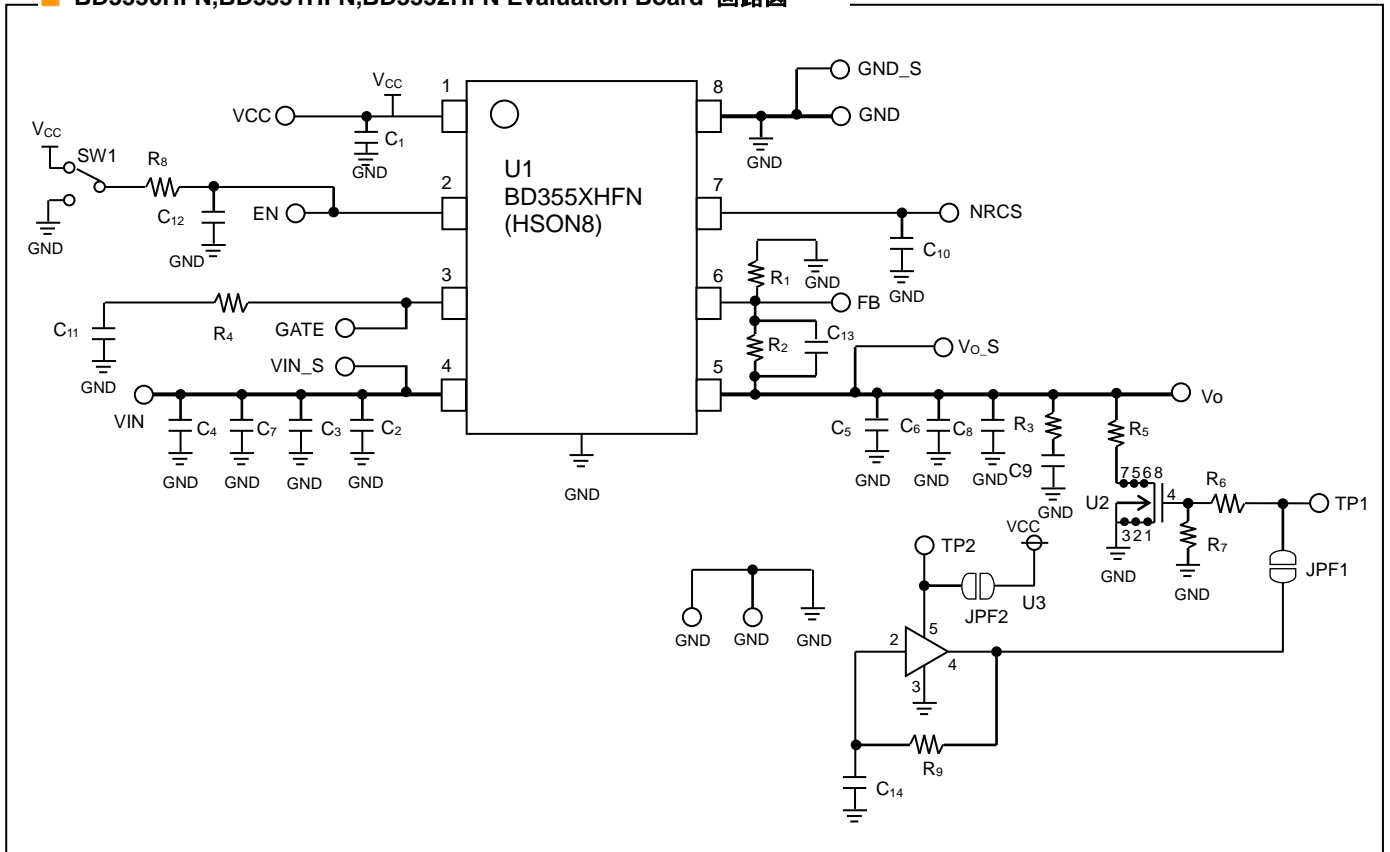 BD3550HFN,BD3551HFN,BD3552HFN Evaluation Board 回路図
VCC
VCC
C1
GND
1
8
GND_S
GND
GND
VCC
SW1
R8
C12
GND
GND
EN
2
U1
BD355XHFN
(HSON8)
7
NRCS
C10
GND
3
GATE
R4
C11
GND
6
R1
GND
FB
R2
C13
VIN_S
4
VIN
C4
C7
C3
C2
GND
GND
GND
GND
GND
5
VO_S
Vo
C5
C6
C8
R3
C9
GND
GND
GND
GND
R5
7568
U2
4
321
GND
R6
R7
GND
TP1
JPF1
TP2
VCC
JPF2
U3
GND
GND
GND
2
5
4
3
R9
C14